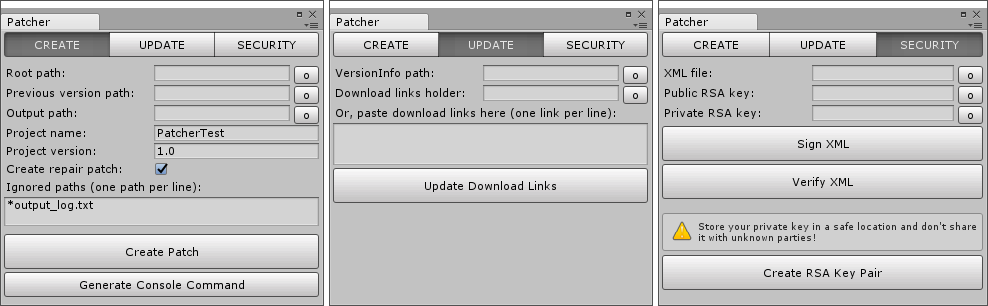 Patcher
CREATE UPDATE SECURITY
Root path: o
Previous version path: o
Output path: o
Project name: PatcherTest
Project version: 1.0
Create repair patch:
Ignored paths (one path per line):
*output_log.txt
Create Patch
Generate Console Command
Patcher
CREATE UPDATE SECURITY
VersionInfo path: o
Download links holder: o
Or, paste download links here (one link per line):
Update Download Links
Patcher
CREATE UPDATE SECURITY
XML file: o
Public RSA key: o
Private RSA key: o
Sign XML
Verify XML
Store your private key in a safe location and don't share
it with unknown parties!
Create RSA Key Pair